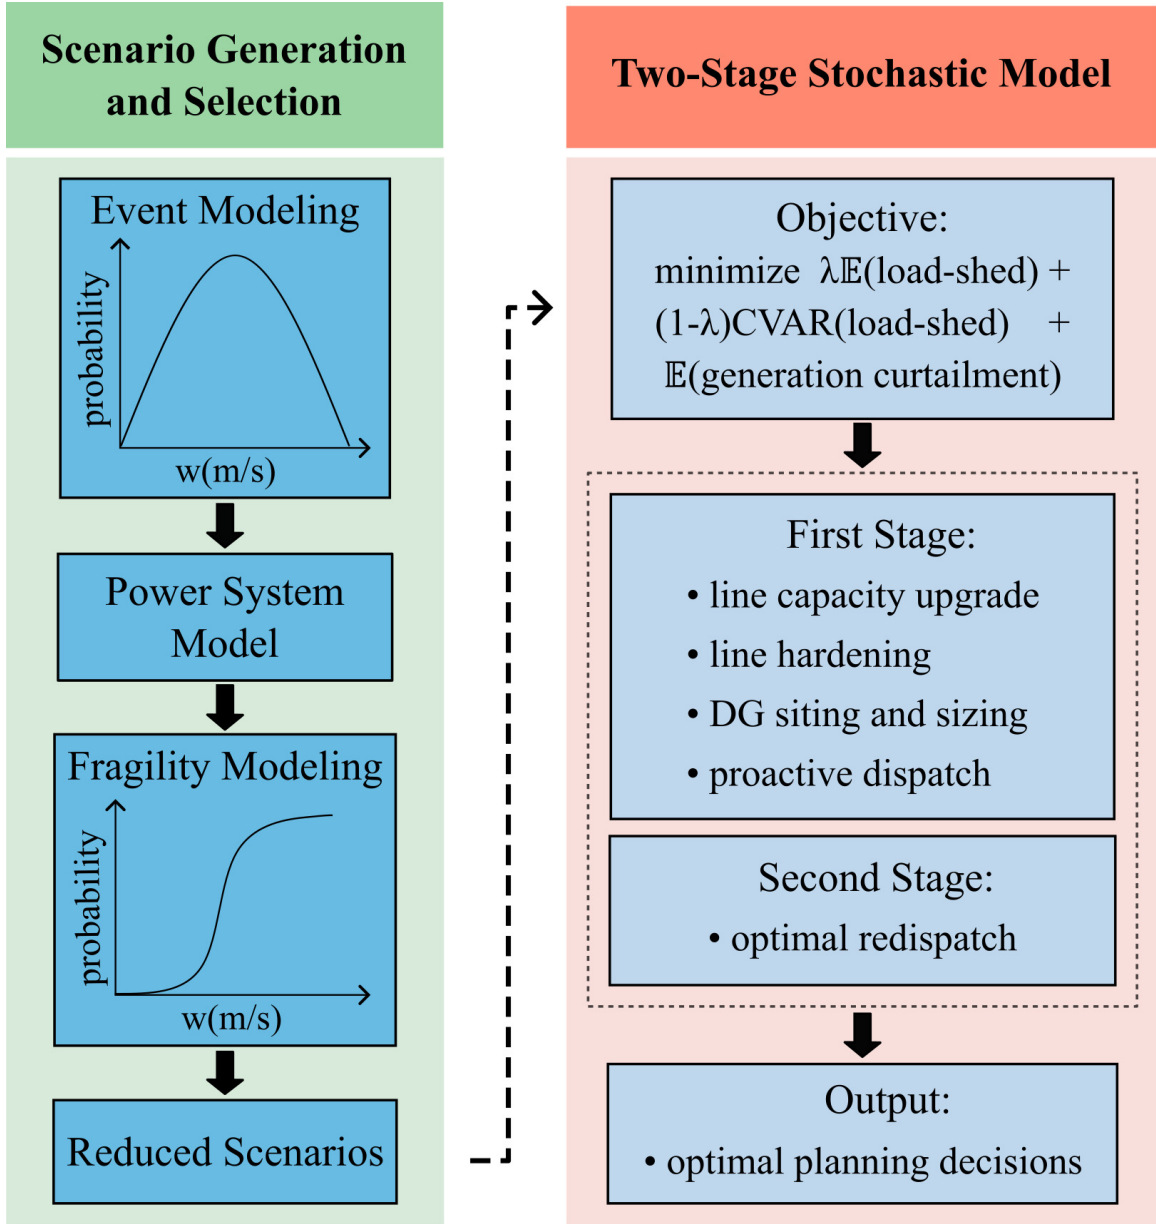 Scenario Generation
and Selection
Event Modeling
probability
w(m/s)
Power System
Model
Fragility Modeling
probability
w(m/s)
Reduced Scenarios
Two-Stage Stochastic Model
Objective:
minimize λ𝔼(load-shed) +
(1-λ)CVAR(load-shed) +
𝔼(generation curtailment)
First Stage:
• line capacity upgrade
• line hardening
• DG siting and sizing
• proactive dispatch
Second Stage:
• optimal redispatch
Output:
• optimal planning decisions